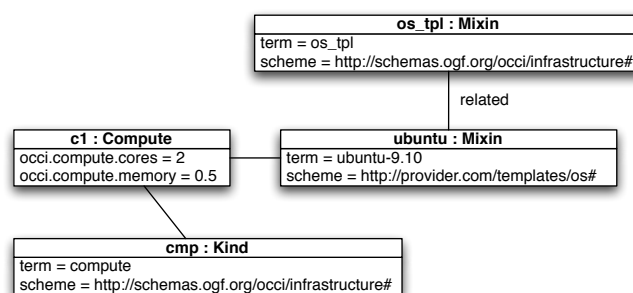 os_tpl : Mixin
term = os_tpl
scheme = http://schemas.ogf.org/occi/infrastructure#
related
c1 : Compute
occi.compute.cores = 2
occi.compute.memory = 0.5
ubuntu : Mixin
term = ubuntu-9.10
scheme = http://provider.com/templates/os#
cmp : Kind
term = compute
scheme = http://schemas.ogf.org/occi/infrastructure#